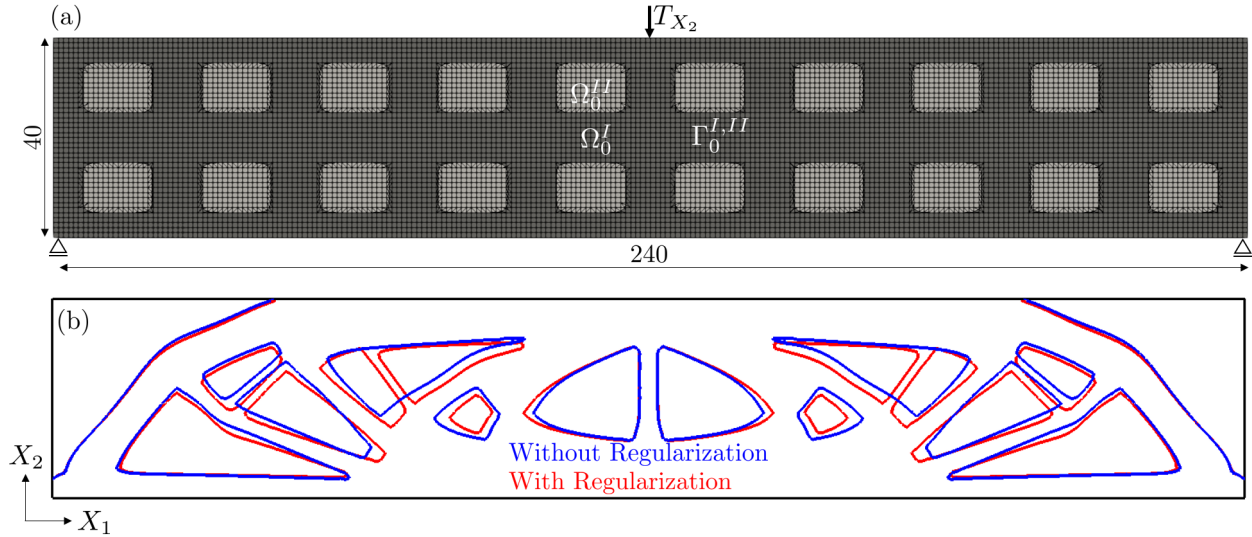 (a)
T_{X_2}
Ω_0^{II}
Ω_0^I
Γ_0^{I,II}
40
240
(b)
Without Regularization
With Regularization
X_2
X_1